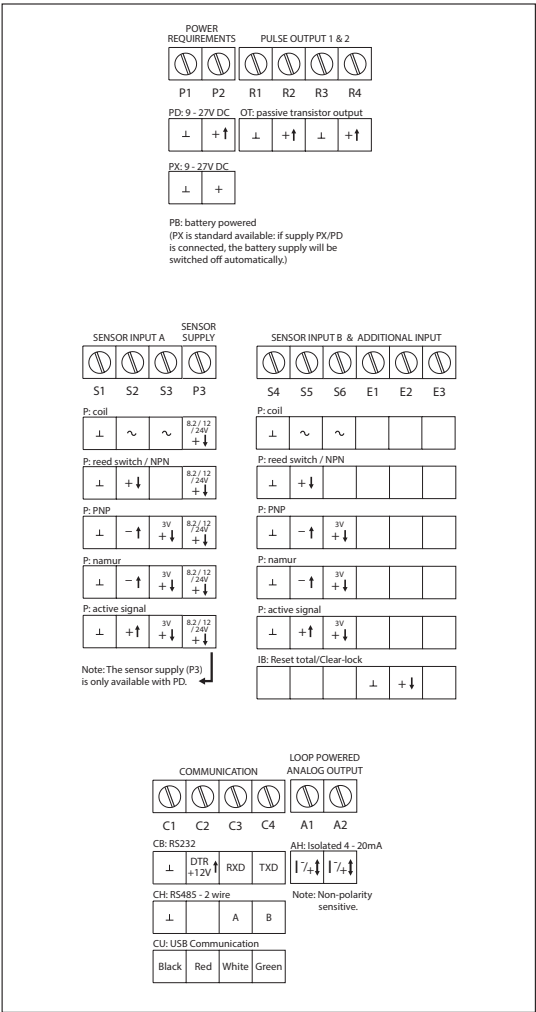 POWER
REQUIREMENTS
PULSE OUTPUT 1 & 2
P1 P2 R1 R2 R3 R4
PD: 9 - 27V DC
OT: passive transistor output
⊥ +⬆ ⊥ +⬆ ⊥ +⬆
PX: 9 - 27V DC
⊥ +
PB: battery powered
(PX is standard available: if supply PX/PD
is connected, the battery supply will be
switched off automatically.)
SENSOR INPUT A
SENSOR
SUPPLY
S1 S2 S3 P3
P: coil
⊥ ~ ~ 8.2 / 12
/ 24V
+⬇
P: reed switch / NPN
⊥ +⬇ 8.2 / 12
/ 24V
+⬇
P: PNP
⊥ -⬆ 3V
+⬇ 8.2 / 12
/ 24V
+⬇
P: namur
⊥ -⬆ 3V
+⬇ 8.2 / 12
/ 24V
+⬇
P: active signal
⊥ +⬆ 3V
+⬇ 8.2 / 12
/ 24V
+⬇
Note: The sensor supply (P3)
is only available with PD.
SENSOR INPUT B & ADDITIONAL INPUT
S4 S5 S6 E1 E2 E3
P: coil
⊥ ~ ~
P: reed switch / NPN
⊥ +⬇
P: PNP
⊥ -⬆ 3V
+⬇
P: namur
⊥ -⬆ 3V
+⬇
P: active signal
⊥ +⬆ 3V
+⬇
IB: Reset total/Clear-lock
⊥ +⬇
COMMUNICATION
C1 C2 C3 C4
CB: RS232
⊥ DTR
+12V⬆ RXD TXD
CH: RS485 - 2 wire
⊥ A B
CU: USB Communication
Black Red White Green
LOOP POWERED
ANALOG OUTPUT
A1 A2
AH: Isolated 4 - 20mA
I-/+⬍ I-/+⬍
Note: Non-polarity
sensitive.